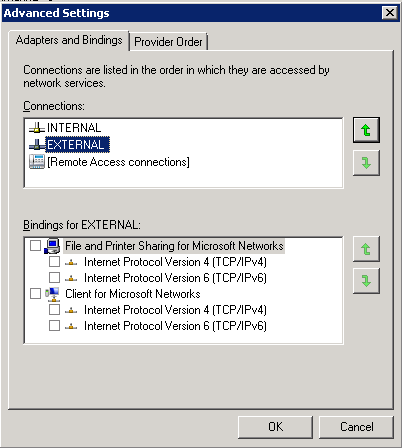 Advanced Settings
Adapters and Bindings
Provider Order
Connections are listed in the order in which they are accessed by
network services.
Connections:
INTERNAL
EXTERNAL
[Remote Access connections]
Bindings for EXTERNAL:
File and Printer Sharing for Microsoft Networks
Internet Protocol Version 4 (TCP/IPv4)
Internet Protocol Version 6 (TCP/IPv6)
Client for Microsoft Networks
Internet Protocol Version 4 (TCP/IPv4)
Internet Protocol Version 6 (TCP/IPv6)
OK
Cancel